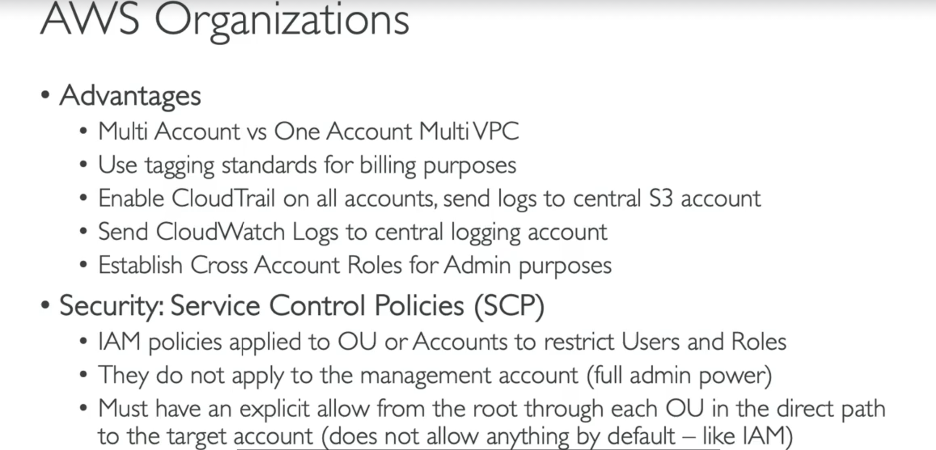 AWS Organizations
• Advantages
• Multi Account vs One Account Multi VPC
• Use tagging standards for billing purposes
• Enable CloudTrail on all accounts, send logs to central S3 account
• Send CloudWatch Logs to central logging account
• Establish Cross Account Roles for Admin purposes
• Security: Service Control Policies (SCP)
• IAM policies applied to OU or Accounts to restrict Users and Roles
• They do not apply to the management account (full admin power)
• Must have an explicit allow from the root through each OU in the direct path
to the target account (does not allow anything by default – like IAM)